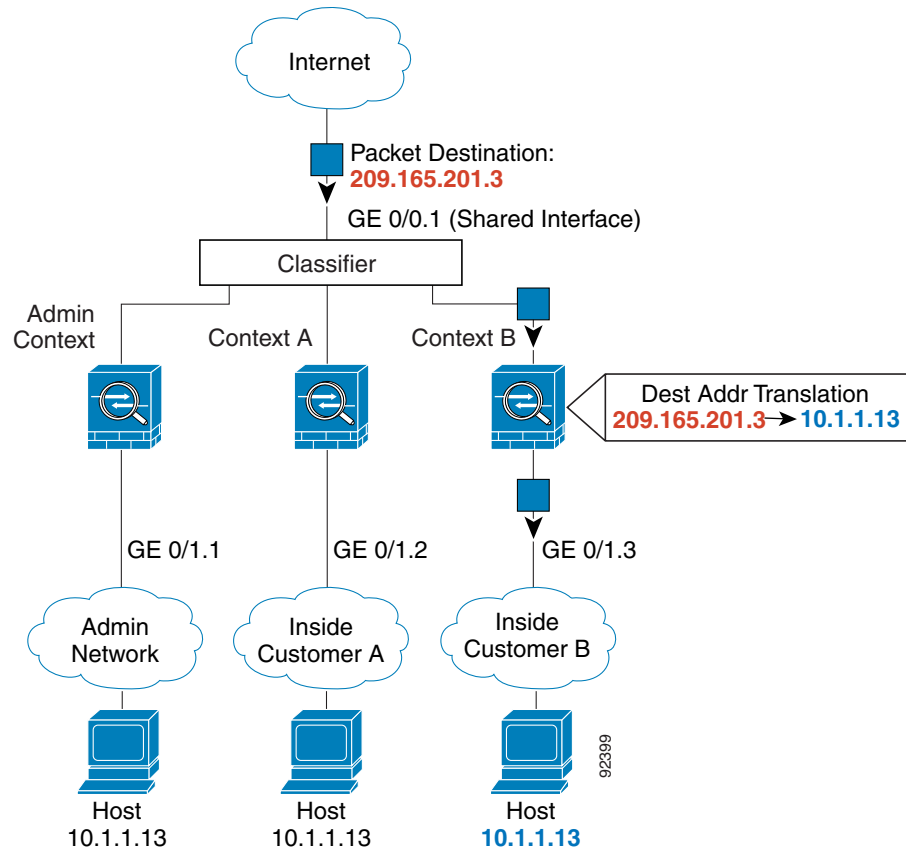 Internet
Packet Destination:
209.165.201.3
GE 0/0.1 (Shared Interface)
Classifier
Admin
Context
Context A
Context B
Dest Addr Translation
209.165.201.3 10.1.1.13
GE 0/1.1
GE 0/1.2
GE 0/1.3
Admin
Network
Inside
Customer A
Inside
Customer B
92399
Host
10.1.1.13
Host
10.1.1.13
Host
10.1.1.13